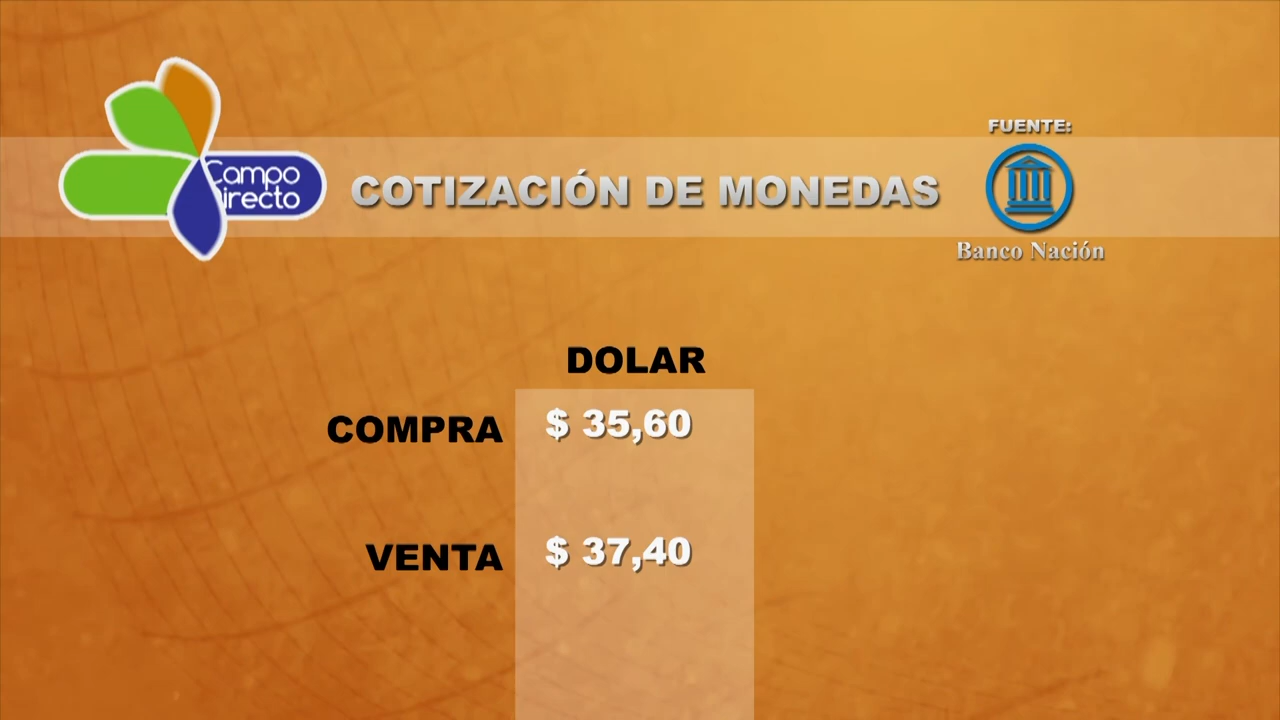 FUENTE:
Campo
Directo
COTIZACIÓN DE MONEDAS
Banco Nación
DOLAR
COMPRA $ 35,60
VENTA $ 37,40